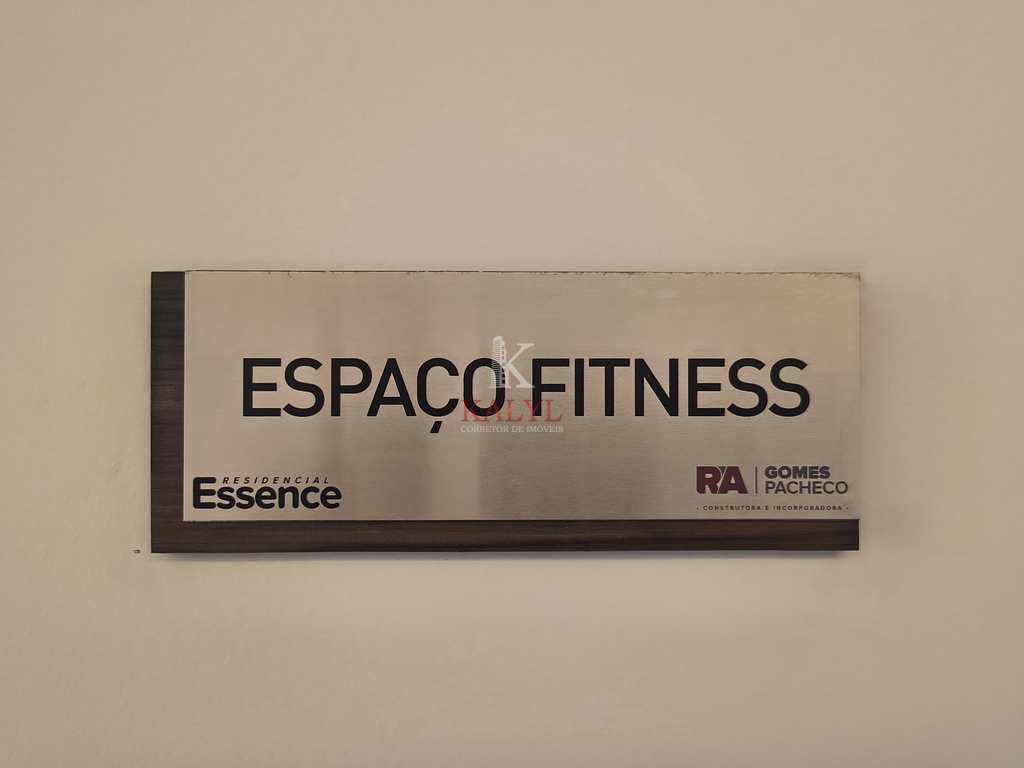 ESPAÇO FITNESS
K
KALYL
CORRETOR DE IMÓVEIS
RESIDENCIAL
Essence
RA GOMES
PACHECO
- CONSTRUTORA E INCORPORADORA -